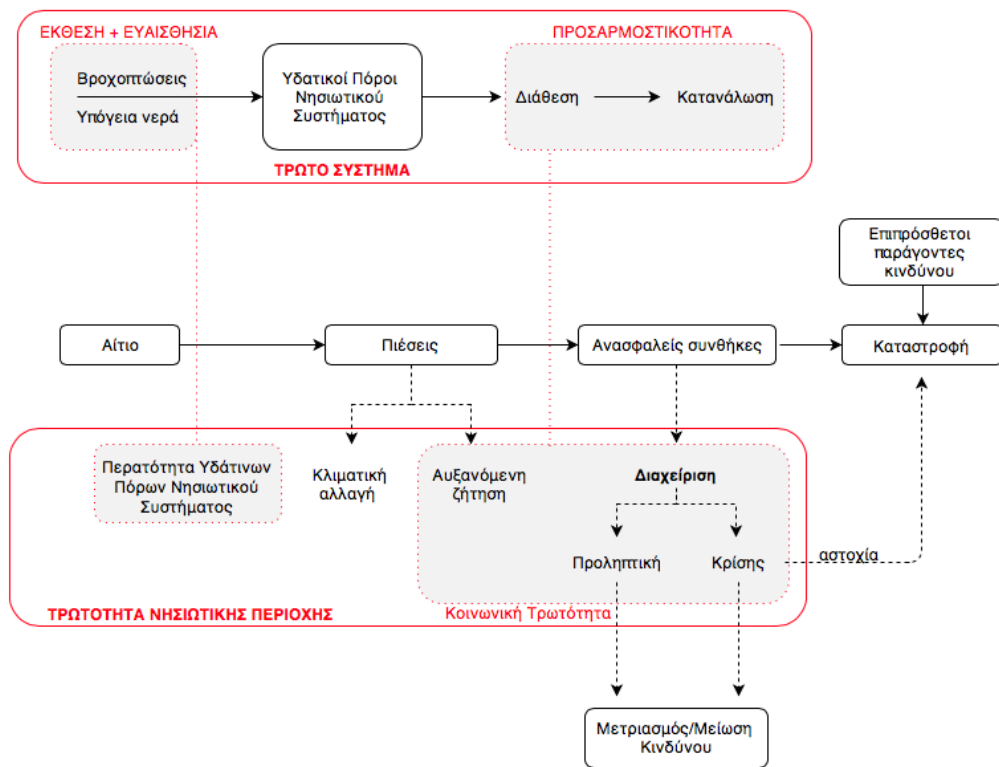 ΕΚΘΕΣΗ + ΕΥΑΙΣΘΗΣΙΑ
ΠΡΟΣΑΡΜΟΣΤΙΚΟΤΗΤΑ
Βροχοπτώσεις
Υπόγεια νερά
Υδατικοί Πόροι
Νησιωτικού
Συστήματος
Διάθεση
Κατανάλωση
ΤΡΩΤΟ ΣΥΣΤΗΜΑ
Επιπρόσθετοι
παράγοντες
κινδύνου
Αίτιο
Πιέσεις
Ανασφαλείς συνθήκες
Καταστροφή
Περατότητα Υδάτινων
Πόρων Νησιωτικού
Συστήματος
Κλιματική
αλλαγή
Αυξανόμενη
ζήτηση
Διαχείριση
Προληπτική
Κρίσης
αστοχία
ΤΡΩΤΟΤΗΤΑ ΝΗΣΙΩΤΙΚΗΣ ΠΕΡΙΟΧΗΣ
Κοινωνική Τρωτότητα
Μετριασμός/Μείωση
Κινδύνου